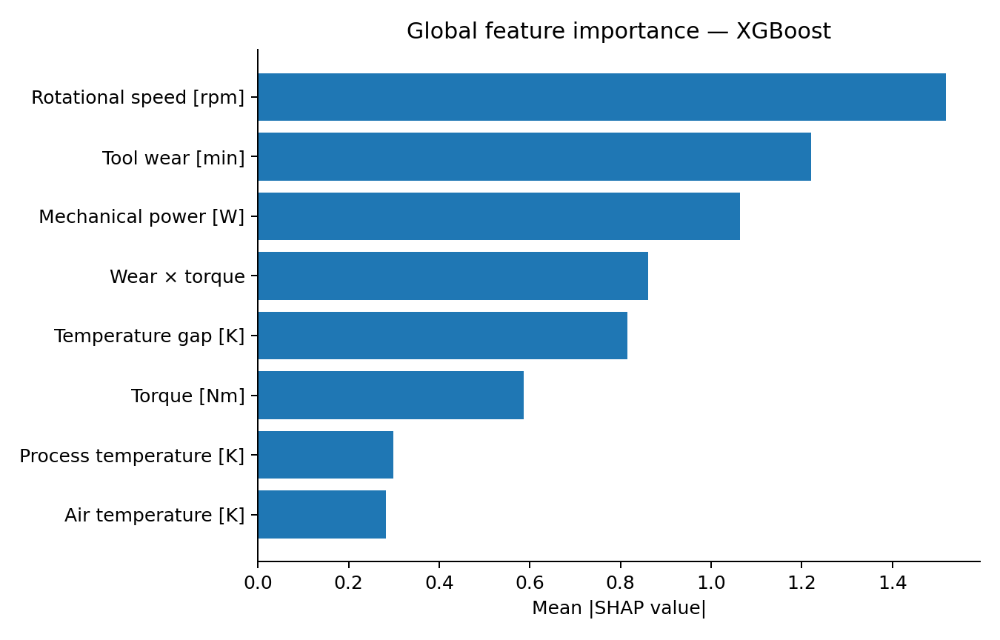 Global feature importance — XGBoost
Rotational speed [rpm]
Tool wear [min]
Mechanical power [W]
Wear × torque
Temperature gap [K]
Torque [Nm]
Process temperature [K]
Air temperature [K]
0.0 0.2 0.4 0.6 0.8 1.0 1.2 1.4
Mean |SHAP value|